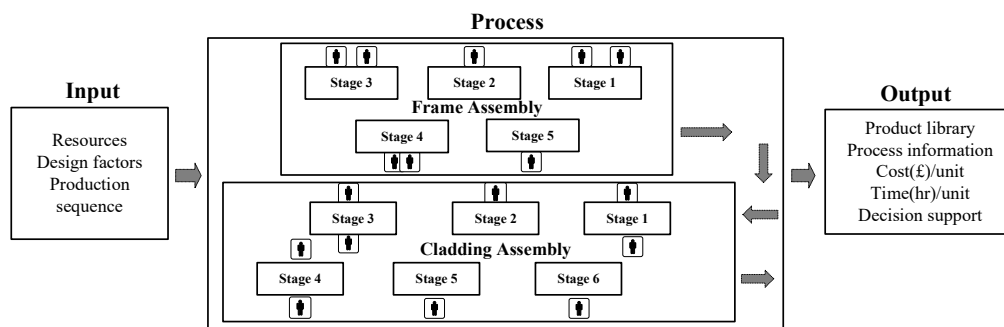 Process
Input
Resources
Design factors
Production
sequence
Stage 3
Stage 2
Stage 1
Frame Assembly
Stage 4
Stage 5
Stage 3
Stage 2
Stage 1
Cladding Assembly
Stage 4
Stage 5
Stage 6
Output
Product library
Process information
Cost(£)/unit
Time(hr)/unit
Decision support